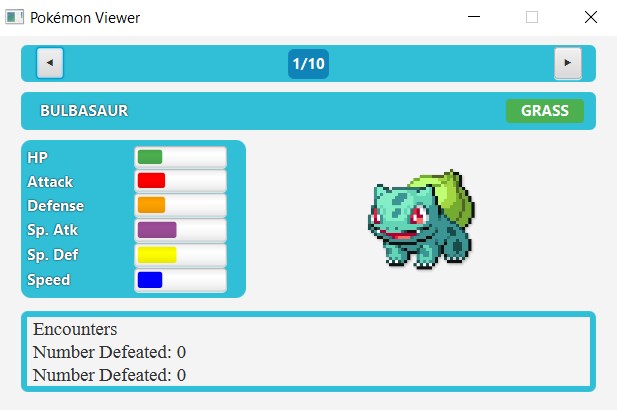 Pokémon Viewer
1/10
BULBASAUR GRASS
HP
Attack
Defense
Sp. Atk
Sp. Def
Speed
Encounters
Number Defeated: 0
Number Defeated: 0